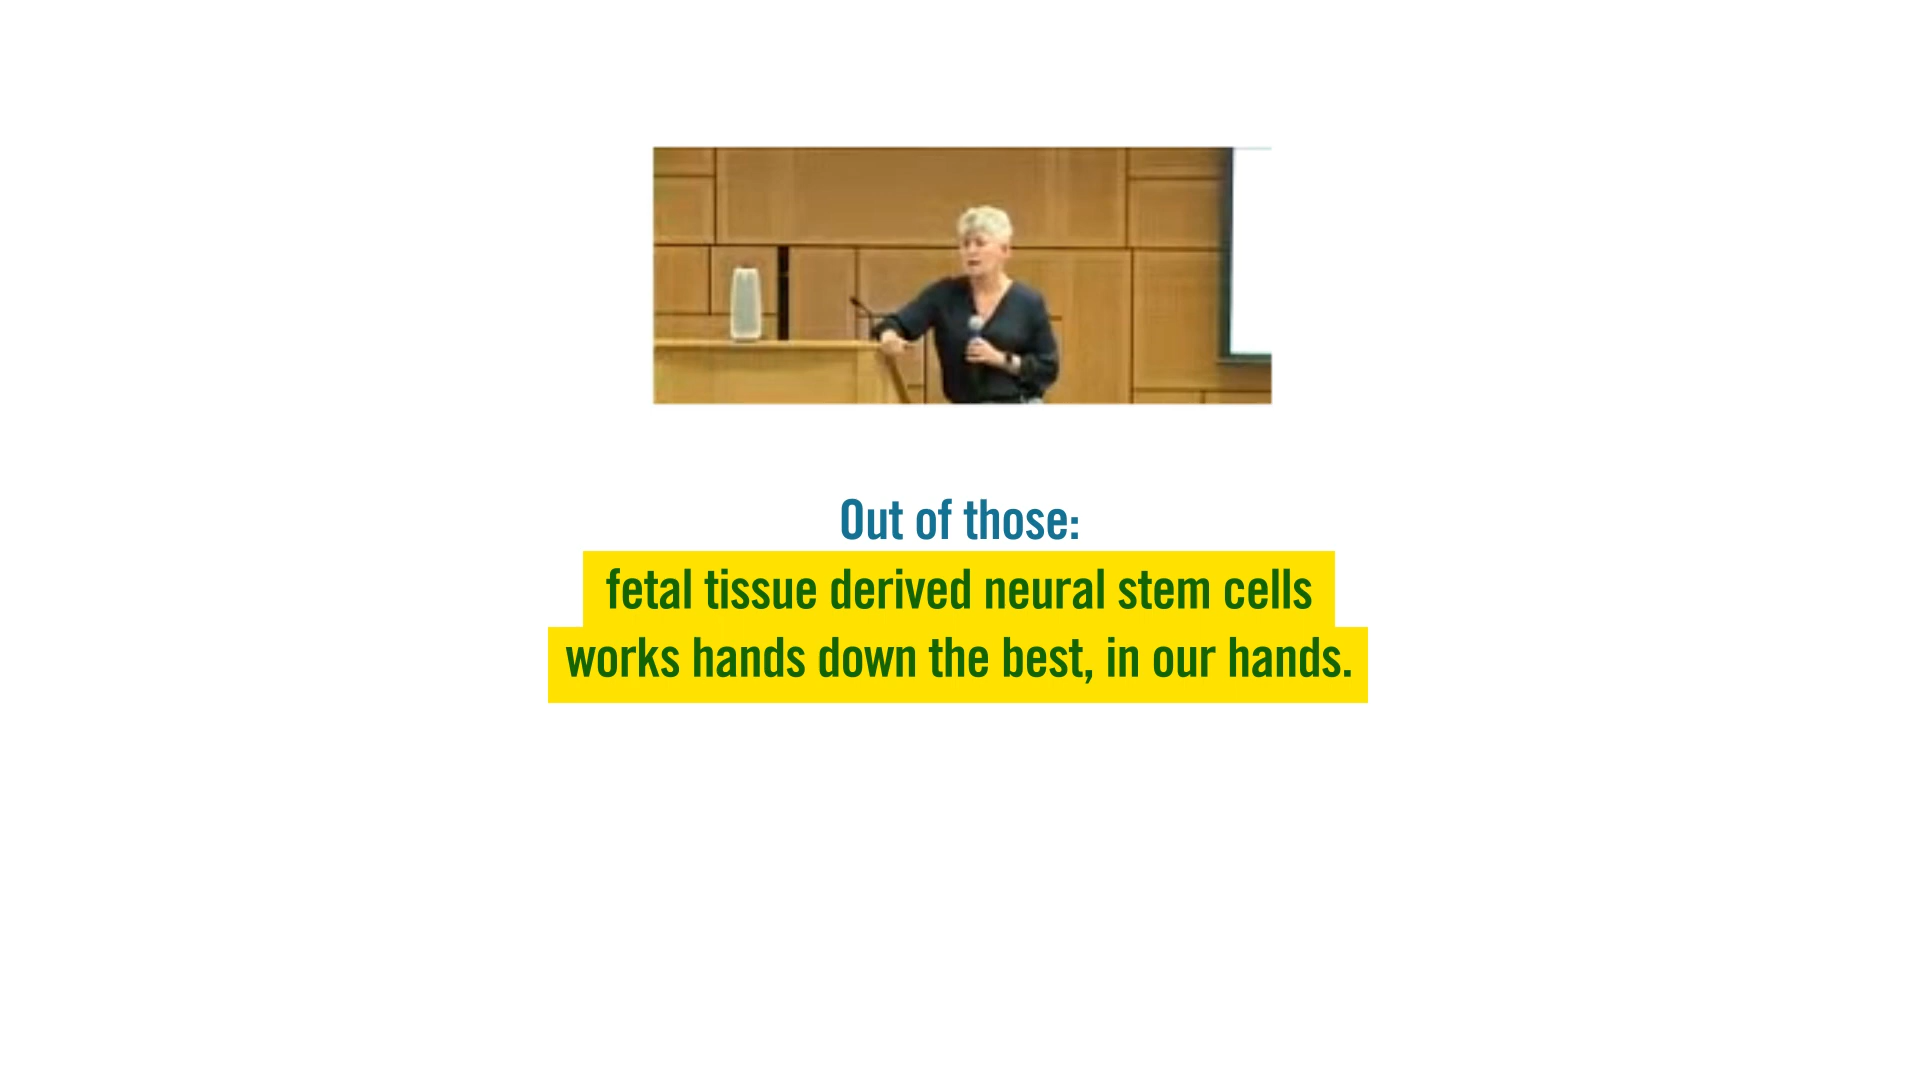 Out of those:
fetal tissue derived neural stem cells
works hands down the best, in our hands.